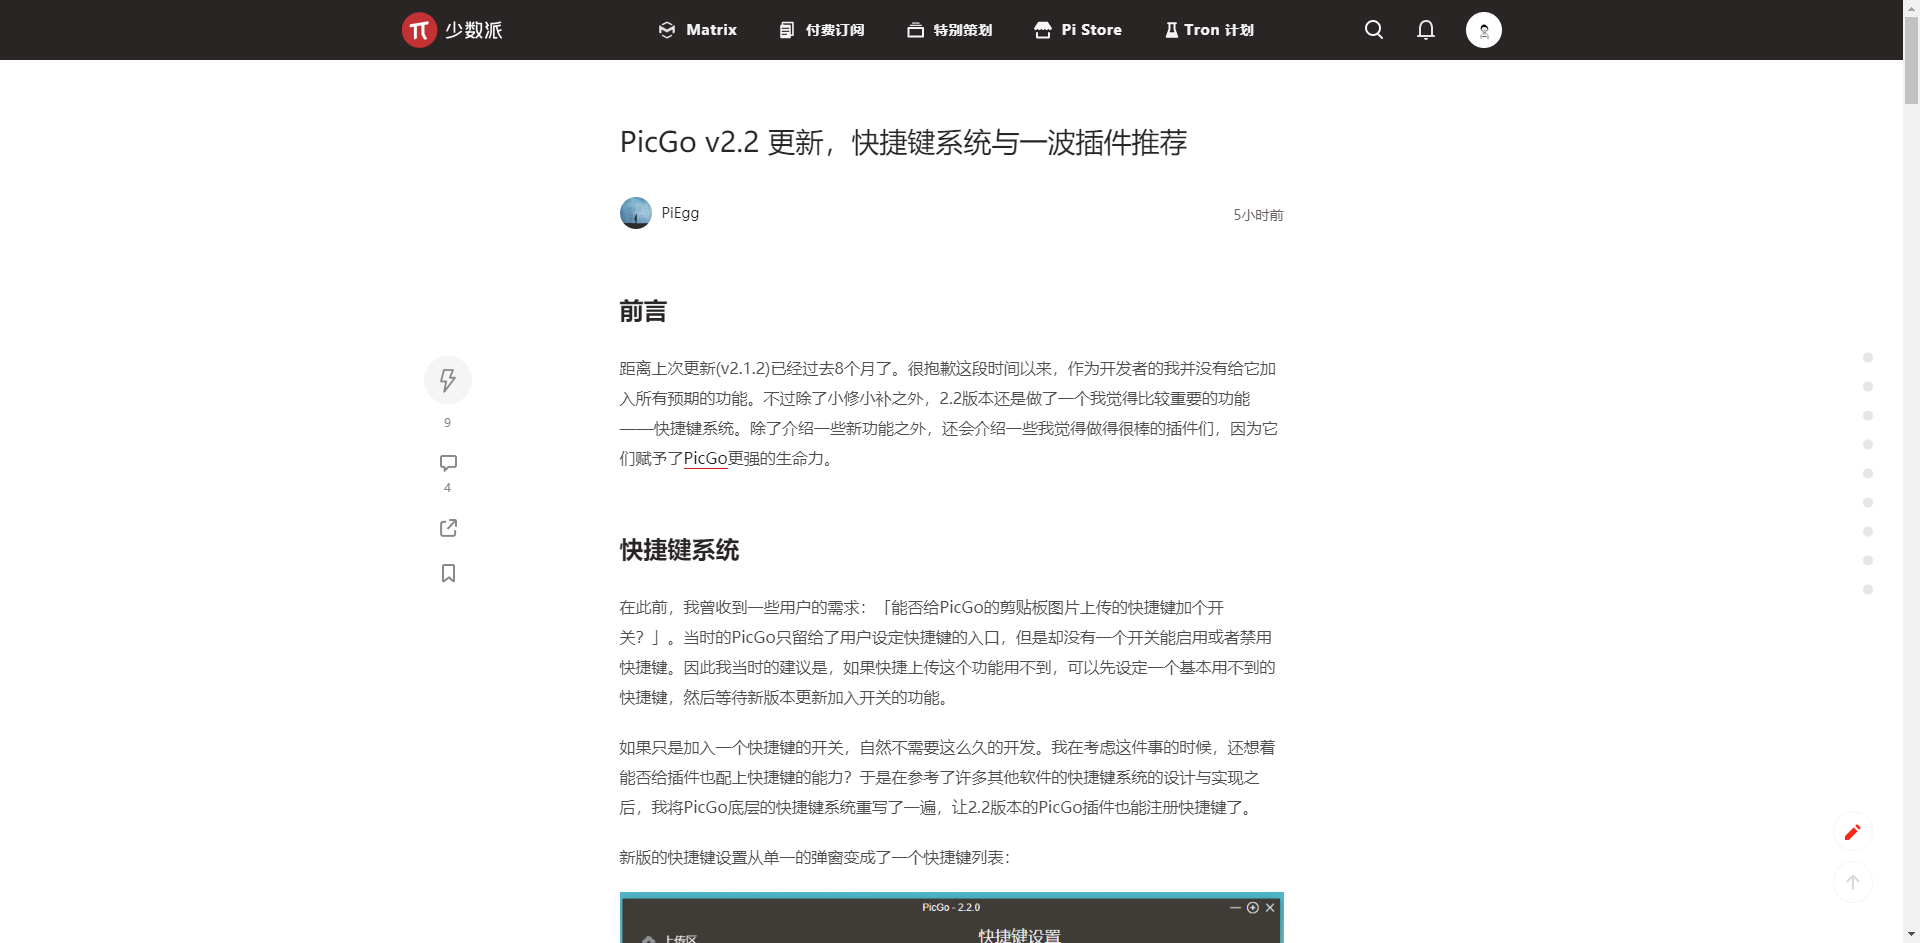 少数派
Matrix
付费订阅
特别策划
Pi Store
Tron 计划
PicGo v2.2 更新，快捷键系统与一波插件推荐
PiEgg
5小时前
前言
距离上次更新(v2.1.2)已经过去8个月了。很抱歉这段时间以来，作为开发者的我并没有给它加
入所有预期的功能。不过除了小修小补之外，2.2版本还是做了一个我觉得比较重要的功能
——快捷键系统。除了介绍一些新功能之外，还会介绍一些我觉得做得很棒的插件们，因为它
们赋予了PicGo更强的生命力。
9
4
快捷键系统
在此前，我曾收到一些用户的需求：「能否给PicGo的剪贴板图片上传的快捷键加个开
关？」。当时的PicGo只留给了用户设定快捷键的入口，但是却没有一个开关能启用或者禁用
快捷键。因此我当时的建议是，如果快捷上传这个功能用不到，可以先设定一个基本用不到的
快捷键，然后等待新版本更新加入开关的功能。
如果只是加入一个快捷键的开关，自然不需要这么久的开发。我在考虑这件事的时候，还想着
能否给插件也配上快捷键的能力？于是在参考了许多其他软件的快捷键系统的设计与实现之
后，我将PicGo底层的快捷键系统重写了一遍，让2.2版本的PicGo插件也能注册快捷键了。
新版的快捷键设置从单一的弹窗变成了一个快捷键列表：
PicGo - 2.2.0
上传区
快捷键设置